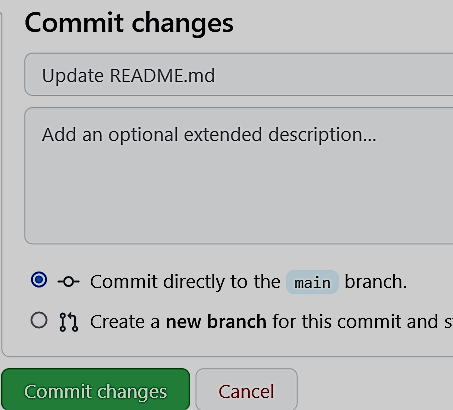 Commit changes
Update README.md
Add an optional extended description...
Commit directly to the main branch.
Create a new branch for this commit and
Commit changes
Cancel